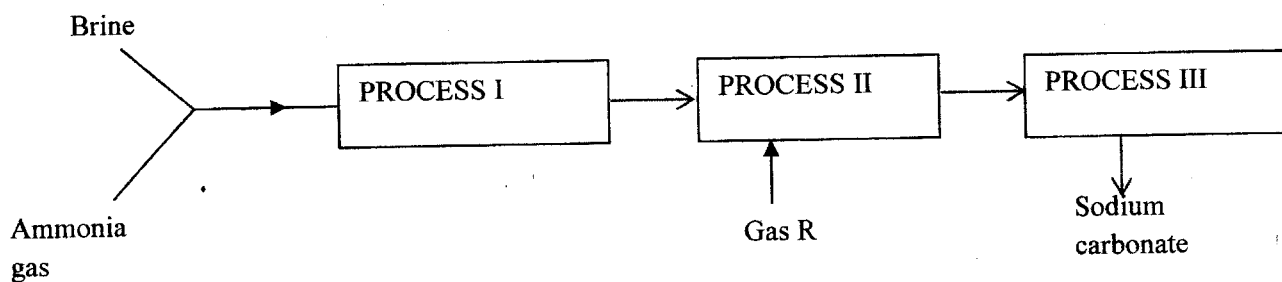 Brine
PROCESS I
PROCESS II
PROCESS III
Ammonia
gas
Gas R
Sodium
carbonate